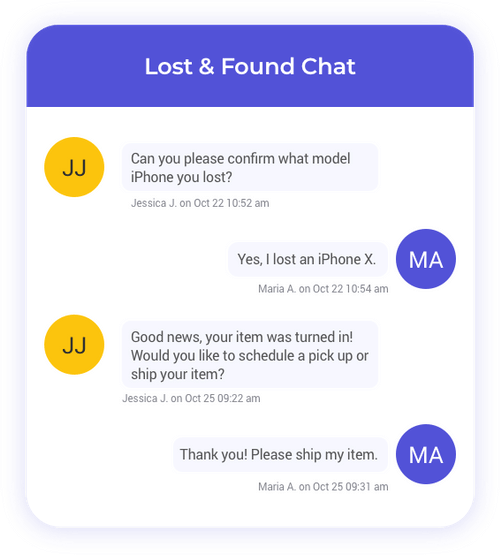 Lost & Found Chat
JJ
Can you please confirm what model
iPhone you lost?
Jessica J. on Oct 22 10:52 am
Yes, I lost an iPhone X.
MA
Maria A. on Oct 22 10:54 am
JJ
Good news, your item was turned in!
Would you like to schedule a pick up or
ship your item?
Jessica J. on Oct 25 09:22 am
Thank you! Please ship my item.
MA
Maria A. on Oct 25 09:31 am